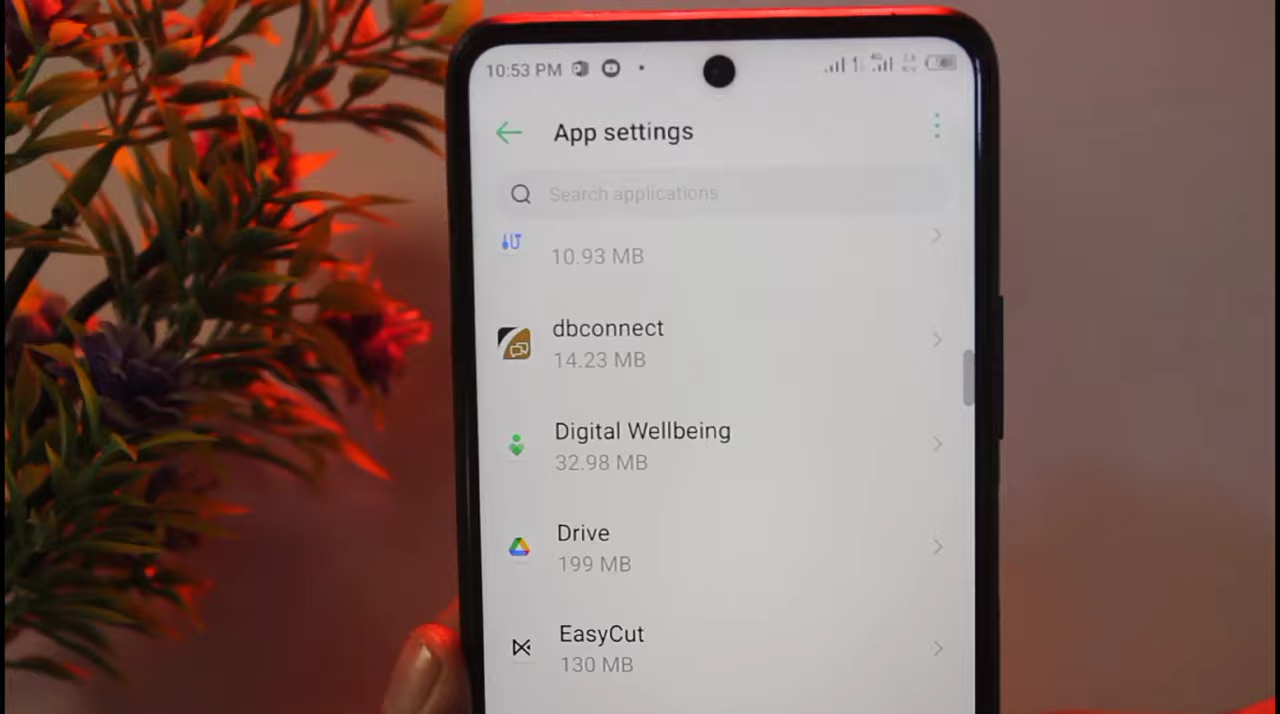 10:53 PM
App settings
Search applications
10.93 MB
dbconnect
14.23 MB
Digital Wellbeing
32.98 MB
Drive
199 MB
EasyCut
130 MB